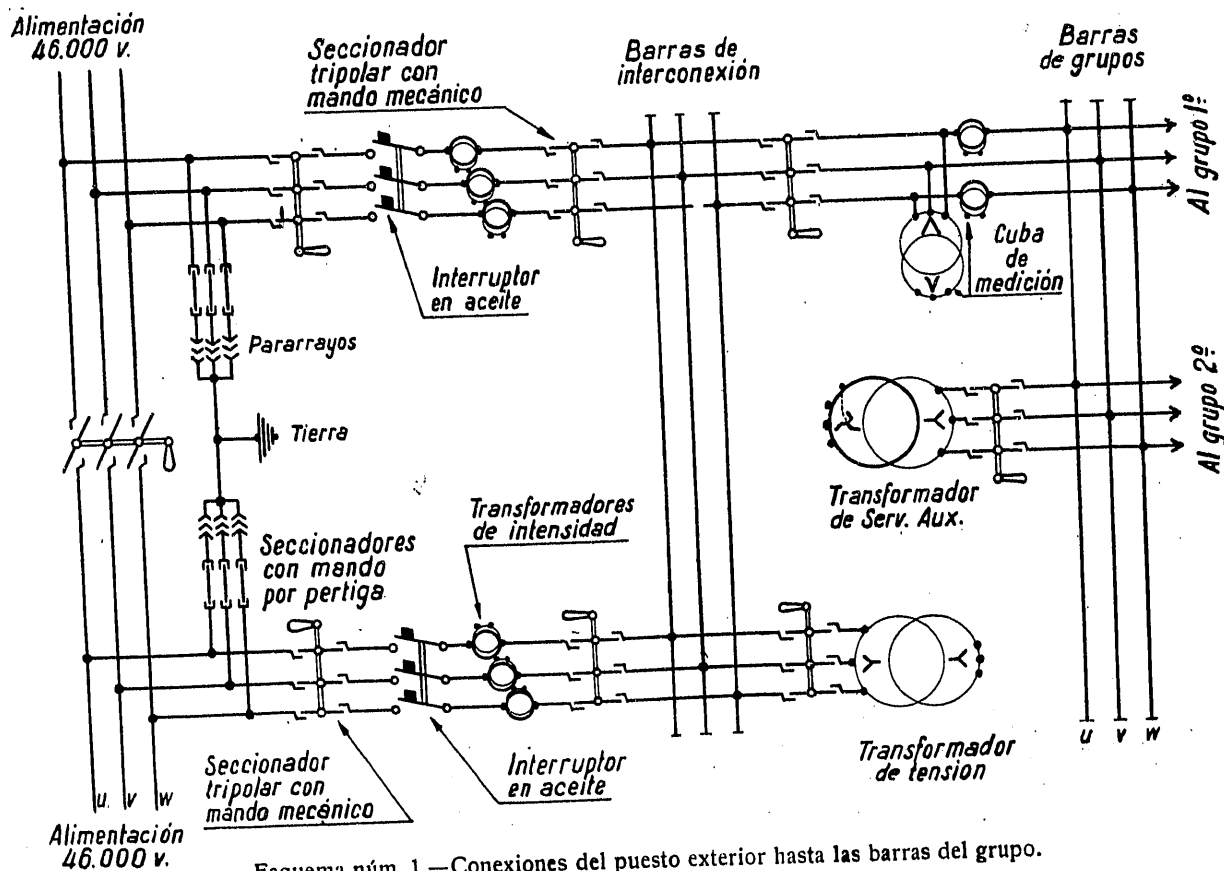 Alimentación
46.000 v.
Seccionador
tripolar con
mando mecánico
Barras de
interconexión
Barras
de grupos
Al grupo 1º
Interruptor
en aceite
Cuba
de
medición
Pararrayos
Tierra
Al grupo 2º
Transformador
de Serv. Aux.
Transformadores
de intensidad
Seccionadores
con mando
por pertiga
Seccionador
tripolar con
mando mecánico
Interruptor
en aceite
Transformador
de tension
u v w
u v w
Alimentación
46.000 v.
Esquema núm. 1.—Conexiones del puesto exterior hasta las barras del grupo.